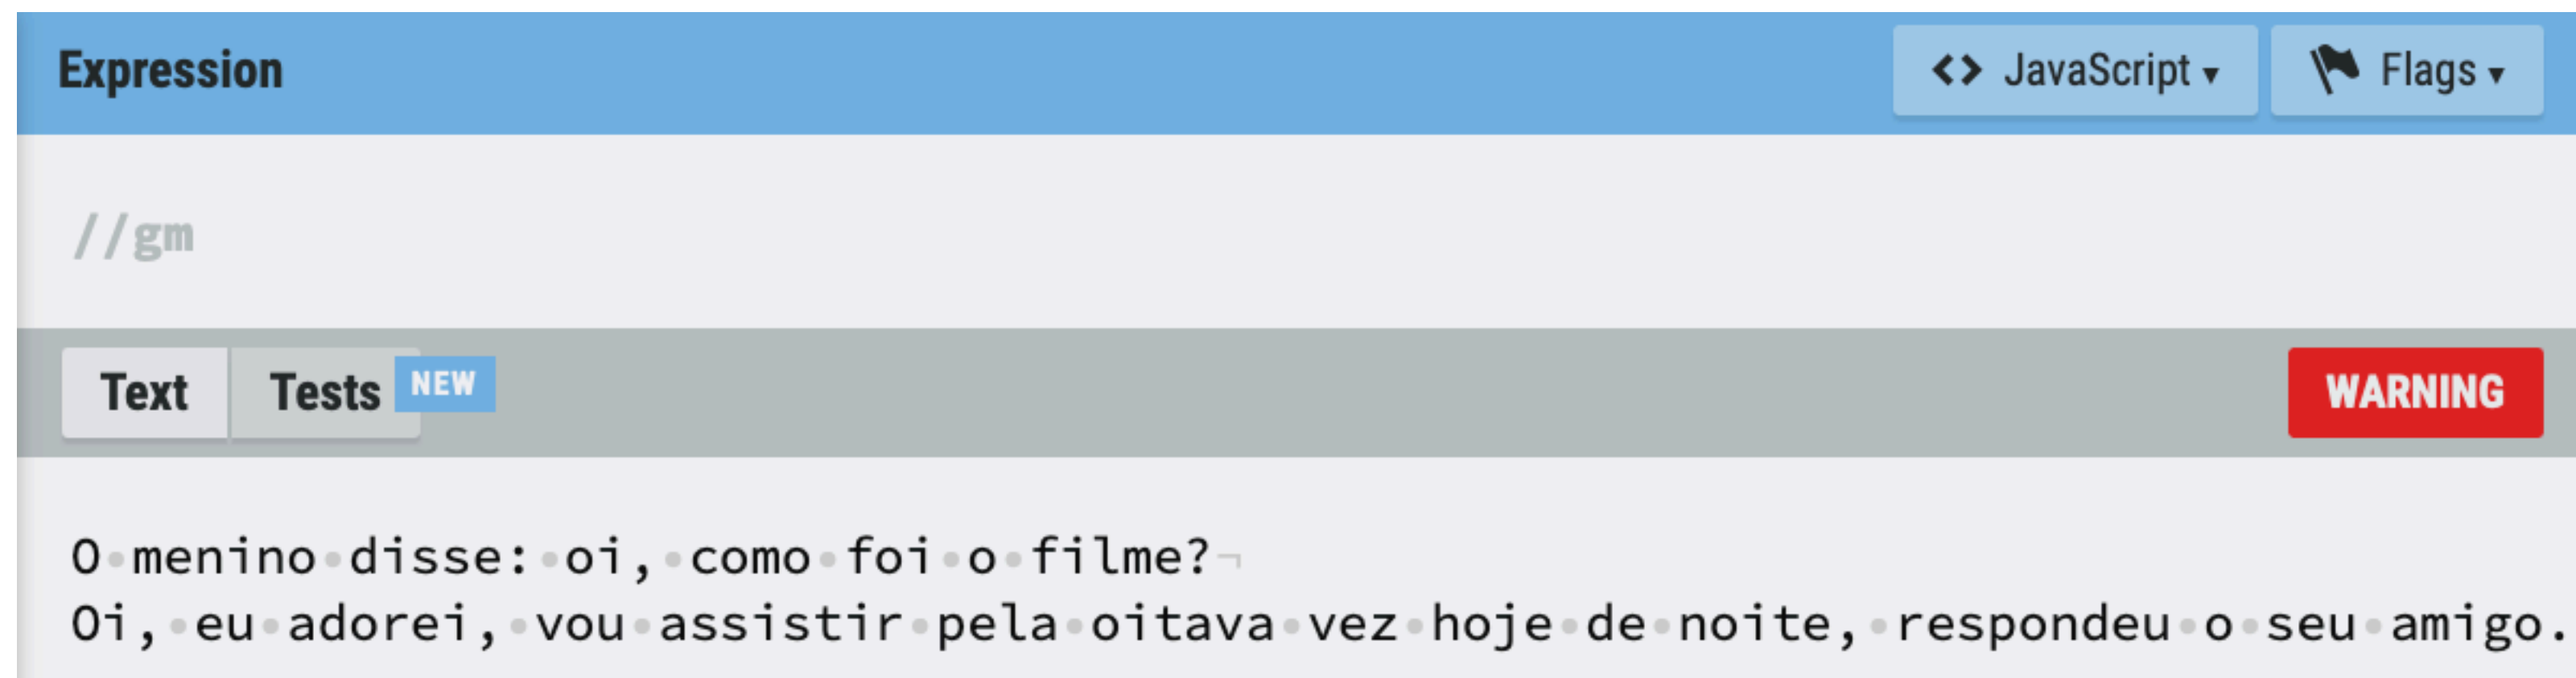 Expression
<> JavaScript ▾
Flags ▾
//gm
Text
Tests
NEW
WARNING
O·menino·disse:·oi,·como·foi·o·filme?¬
Oi,·eu·adorei,·vou·assistir·pela·oitava·vez·hoje·de·noite,·respondeu·o·seu·amigo.